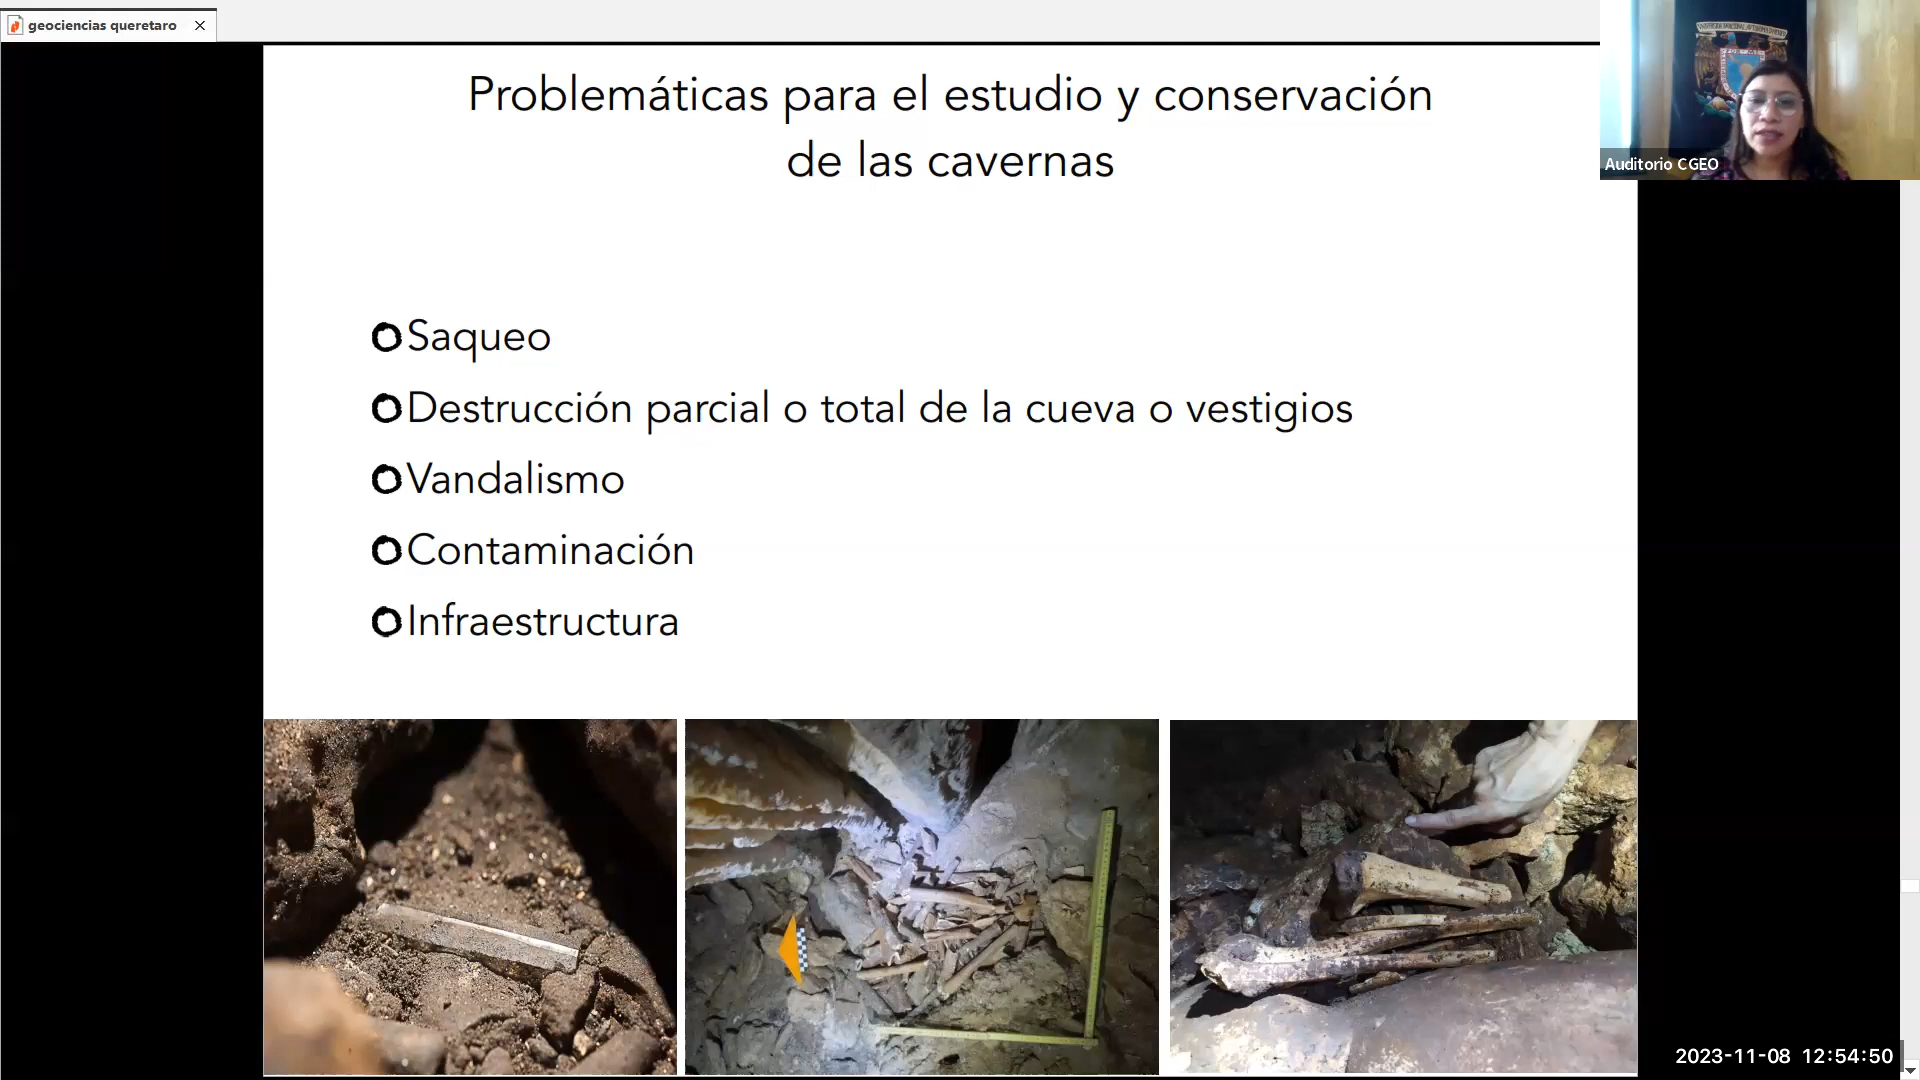 geociencias queretaro
Problemáticas para el estudio y conservación
de las cavernas
Saqueo
Destrucción parcial o total de la cueva o vestigios
Vandalismo
Contaminación
Infraestructura
Auditorio CGEO
2023-11-08 12:54:50